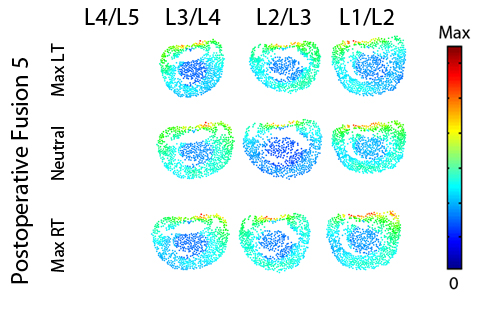 L4/L5 L3/L4 L2/L3 L1/L2
Max
Postoperative Fusion 5
Max LT
Neutral
Max RT
0